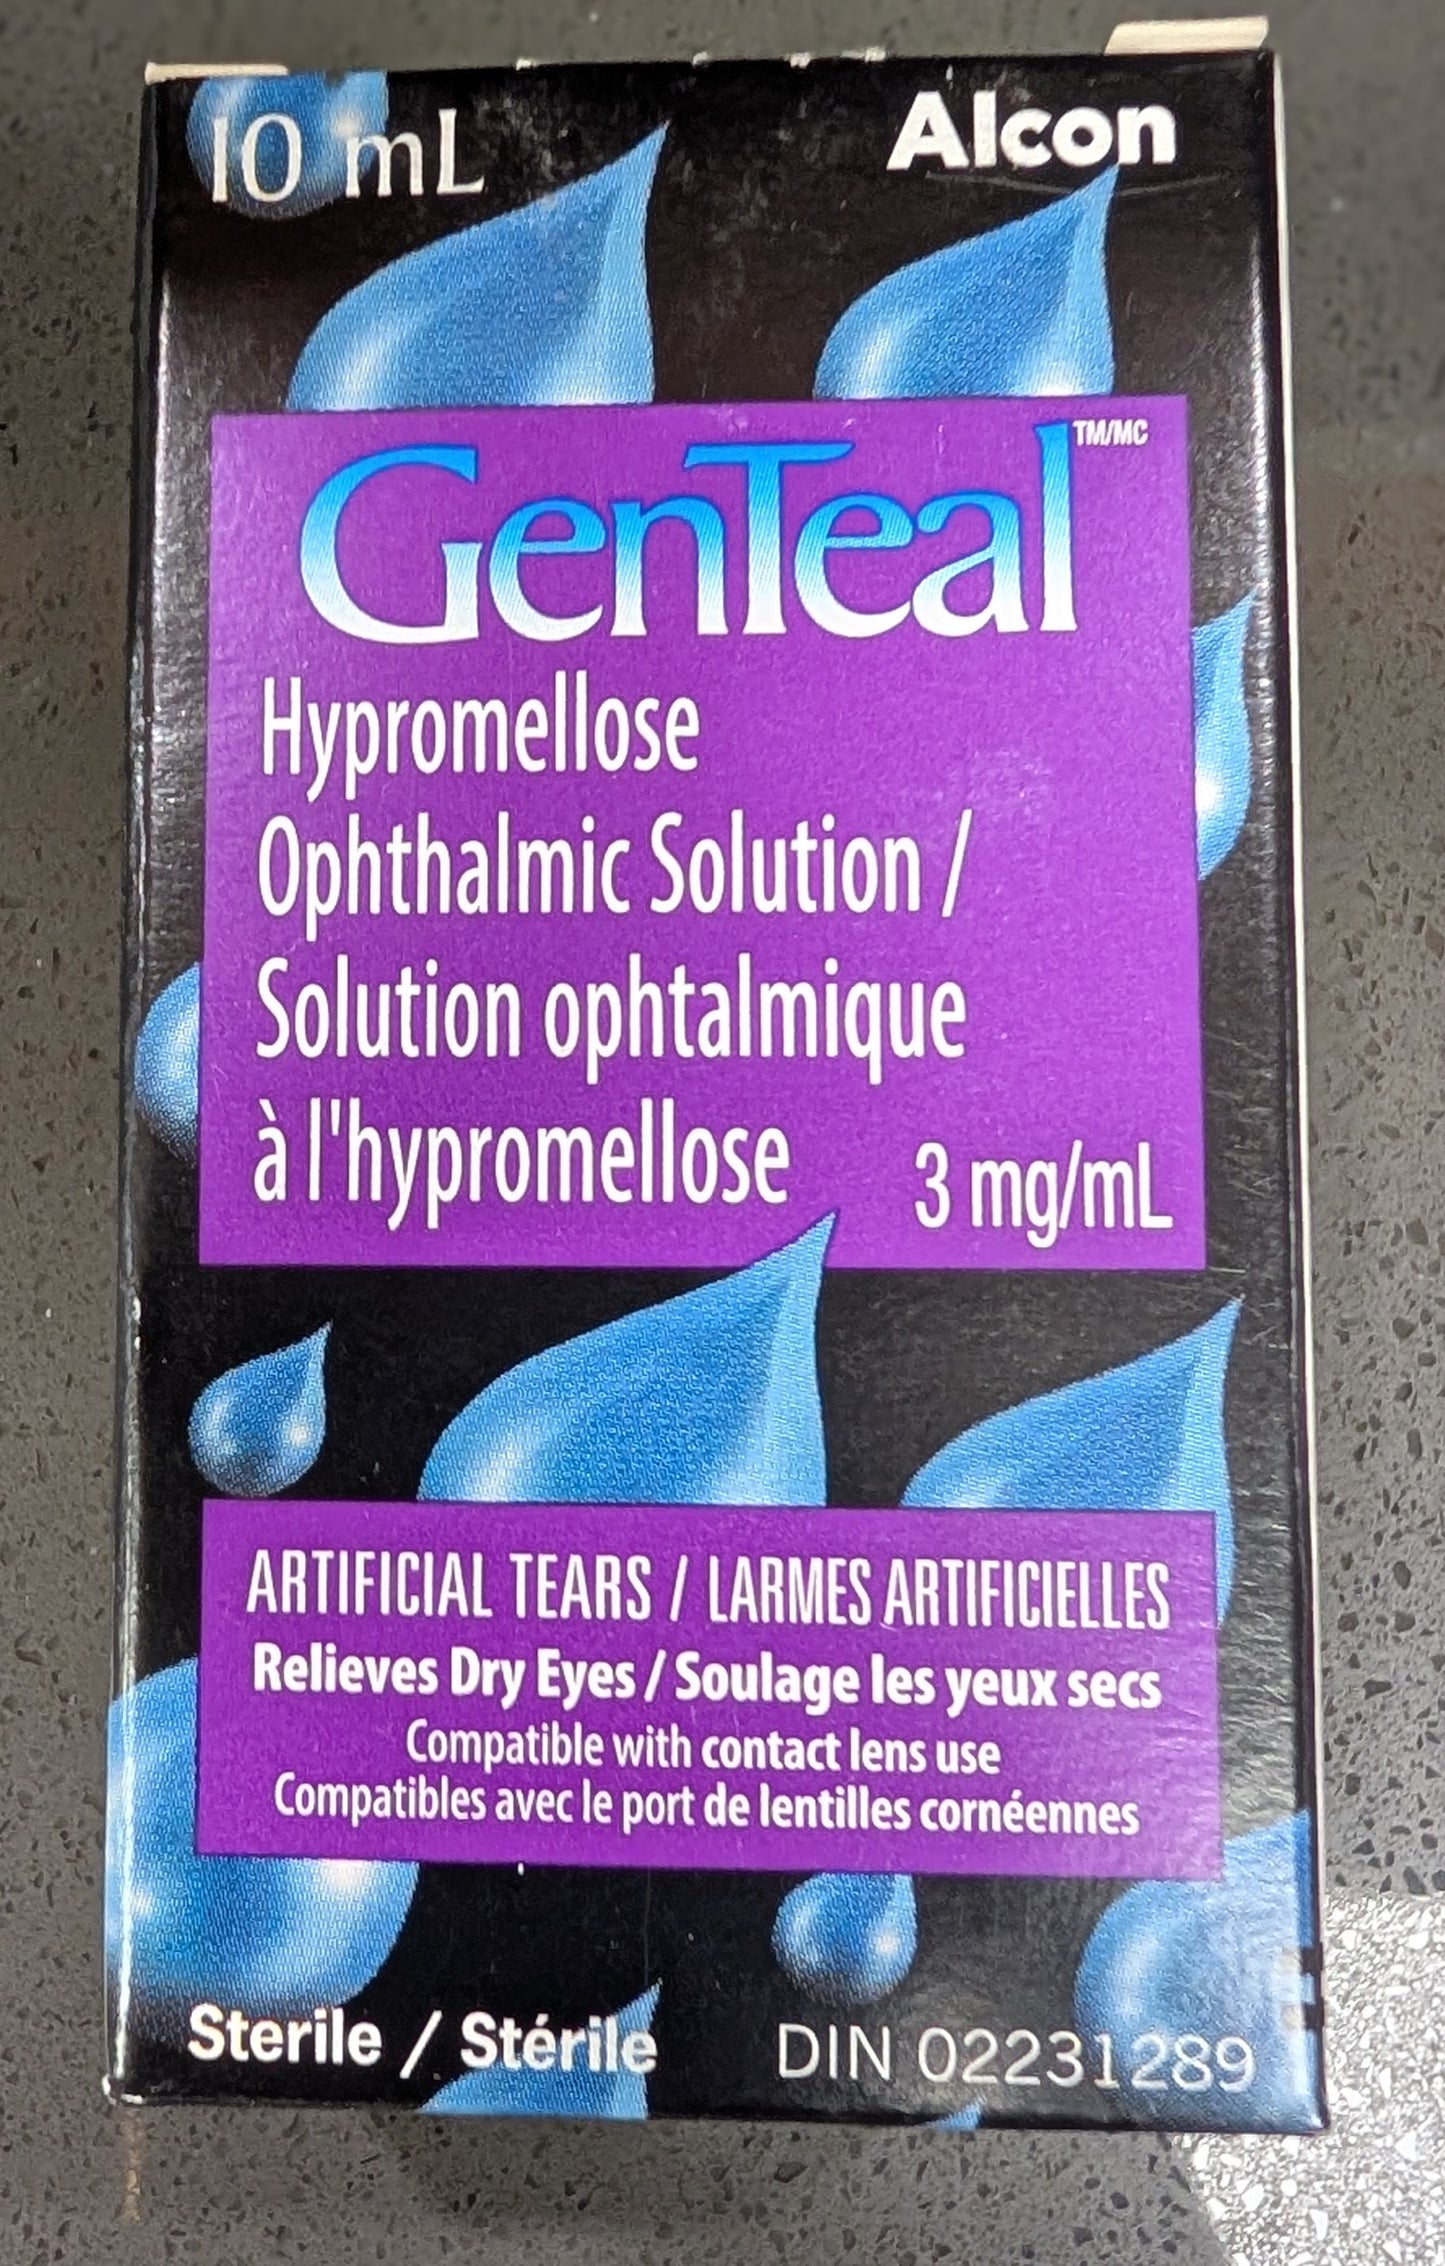 10 mL
Alcon
GenTeal TM/MC
Hypromellose
Ophthalmic Solution /
Solution ophtalmique
à l'hypromellose
3 mg/mL
ARTIFICIAL TEARS / LARMES ARTIFICIELLES
Relieves Dry Eyes / Soulage les yeux secs
Compatible with contact lens use
Compatibles avec le port de lentilles cornéennes
Sterile / Stérile
DIN 02231289